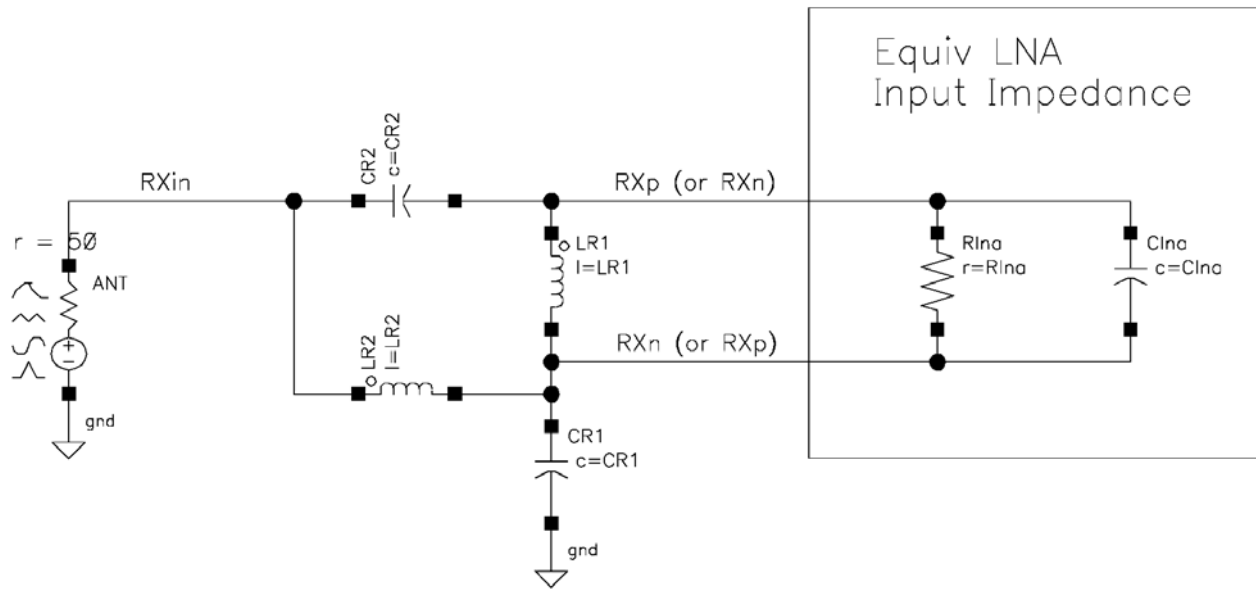 Equiv LNA
Input Impedance
CR2
c=CR2
RXin
RXp (or RXn)
r = 50
ANT
LR1
l=LR1
Rlna
r=Rlna
Clna
c=Clna
+
-
LR2
l=LR2
RXn (or RXp)
gnd
CR1
c=CR1
gnd